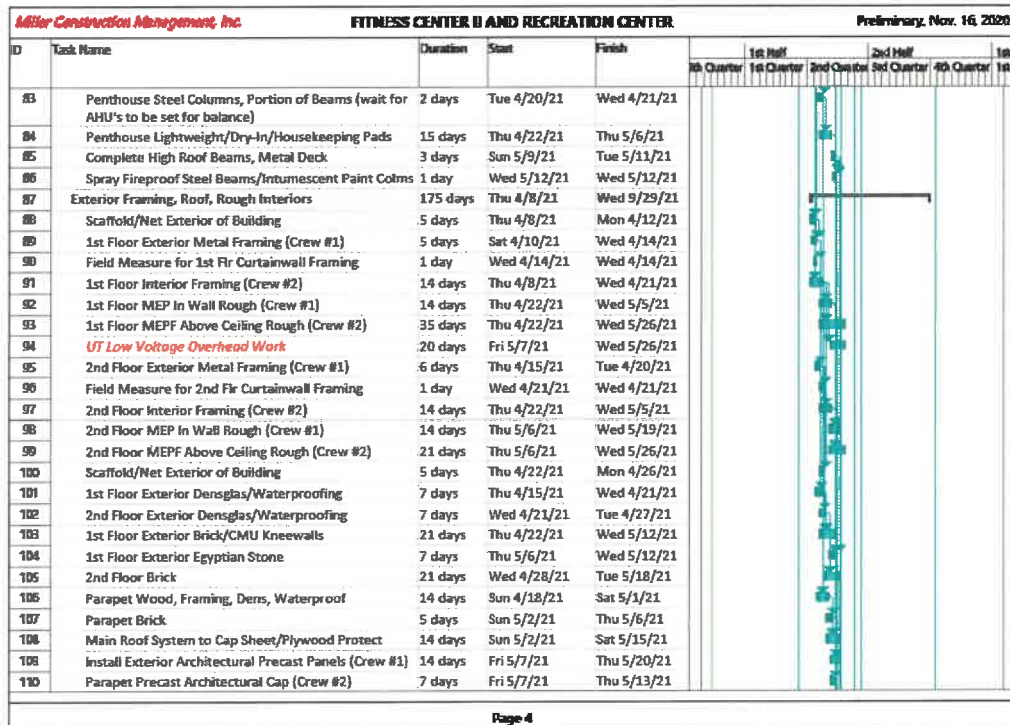 Miller Construction Management, Inc. FITNESS CENTER II AND RECREATION CENTER Preliminary, Nov. 16, 2020
ID Task Name Duration Start Finish
1st Half 2nd Half 1st
4th Quarter 1st Quarter 2nd Quarter 3rd Quarter 4th Quarter 1st
83 Penthouse Steel Columns, Portion of Beams (wait for 2 days Tue 4/20/21 Wed 4/21/21
AHU's to be set for balance)
84 Penthouse Lightweight/Dry-In/Housekeeping Pads 15 days Thu 4/22/21 Thu 5/6/21
85 Complete High Roof Beams, Metal Deck 3 days Sun 5/9/21 Tue 5/11/21
86 Spray Fireproof Steel Beams/Intumescent Paint Colms 1 day Wed 5/12/21 Wed 5/12/21
87 Exterior Framing, Roof, Rough Interiors 175 days Thu 4/8/21 Wed 9/29/21
88 Scaffold/Net Exterior of Building 5 days Thu 4/8/21 Mon 4/12/21
89 1st Floor Exterior Metal Framing (Crew #1) 5 days Sat 4/10/21 Wed 4/14/21
90 Field Measure for 1st Flr Curtainwall Framing 1 day Wed 4/14/21 Wed 4/14/21
91 1st Floor Interior Framing (Crew #2) 14 days Thu 4/8/21 Wed 4/21/21
92 1st Floor MEP In Wall Rough (Crew #1) 14 days Thu 4/22/21 Wed 5/5/21
93 1st Floor MEPF Above Ceiling Rough (Crew #2) 35 days Thu 4/22/21 Wed 5/26/21
94 UT Low Voltage Overhead Work 20 days Fri 5/7/21 Wed 5/26/21
95 2nd Floor Exterior Metal Framing (Crew #1) 6 days Thu 4/15/21 Tue 4/20/21
96 Field Measure for 2nd Flr Curtainwall Framing 1 day Wed 4/21/21 Wed 4/21/21
97 2nd Floor Interior Framing (Crew #2) 14 days Thu 4/22/21 Wed 5/5/21
98 2nd Floor MEP In Wall Rough (Crew #1) 14 days Thu 5/6/21 Wed 5/19/21
99 2nd Floor MEPF Above Ceiling Rough (Crew #2) 21 days Thu 5/6/21 Wed 5/26/21
100 Scaffold/Net Exterior of Building 5 days Thu 4/22/21 Mon 4/26/21
101 1st Floor Exterior Densglas/Waterproofing 7 days Thu 4/15/21 Wed 4/21/21
102 2nd Floor Exterior Densglas/Waterproofing 7 days Wed 4/21/21 Tue 4/27/21
103 1st Floor Exterior Brick/CMU Kneewalls 21 days Thu 4/22/21 Wed 5/12/21
104 1st Floor Exterior Egyptian Stone 7 days Thu 5/6/21 Wed 5/12/21
105 2nd Floor Brick 21 days Wed 4/28/21 Tue 5/18/21
106 Parapet Wood, Framing, Dens, Waterproof 14 days Sun 4/18/21 Sat 5/1/21
107 Parapet Brick 5 days Sun 5/2/21 Thu 5/6/21
108 Main Roof System to Cap Sheet/Plywood Protect 14 days Sun 5/2/21 Sat 5/15/21
109 Install Exterior Architectural Precast Panels (Crew #1) 14 days Fri 5/7/21 Thu 5/20/21
110 Parapet Precast Architectural Cap (Crew #2) 7 days Fri 5/7/21 Thu 5/13/21
Page 4